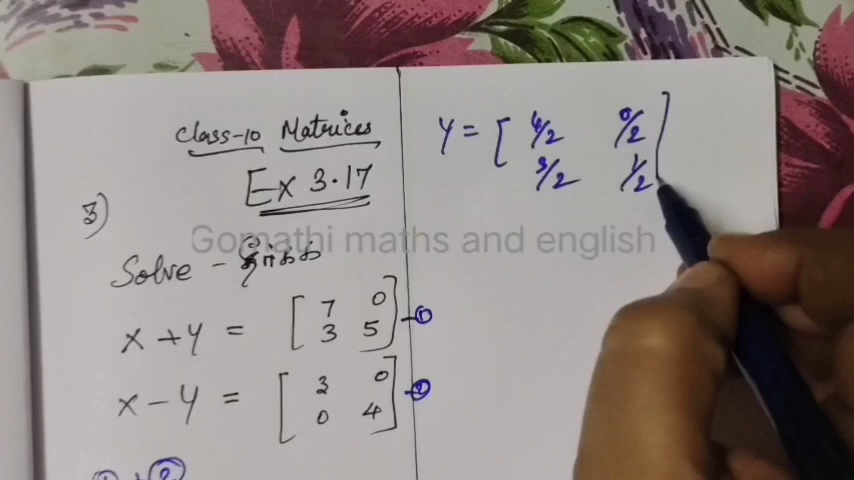 Class-10 Matrices
Ex 3.17
3)
Solve - தீர்க்க
x + y = [ 7 0
3 5 ] - ①
x - y = [ 3 0
0 4 ] - ②
②
y = [ 4/2 0/2
3/2 1/2 ]
Gomathi maths and english